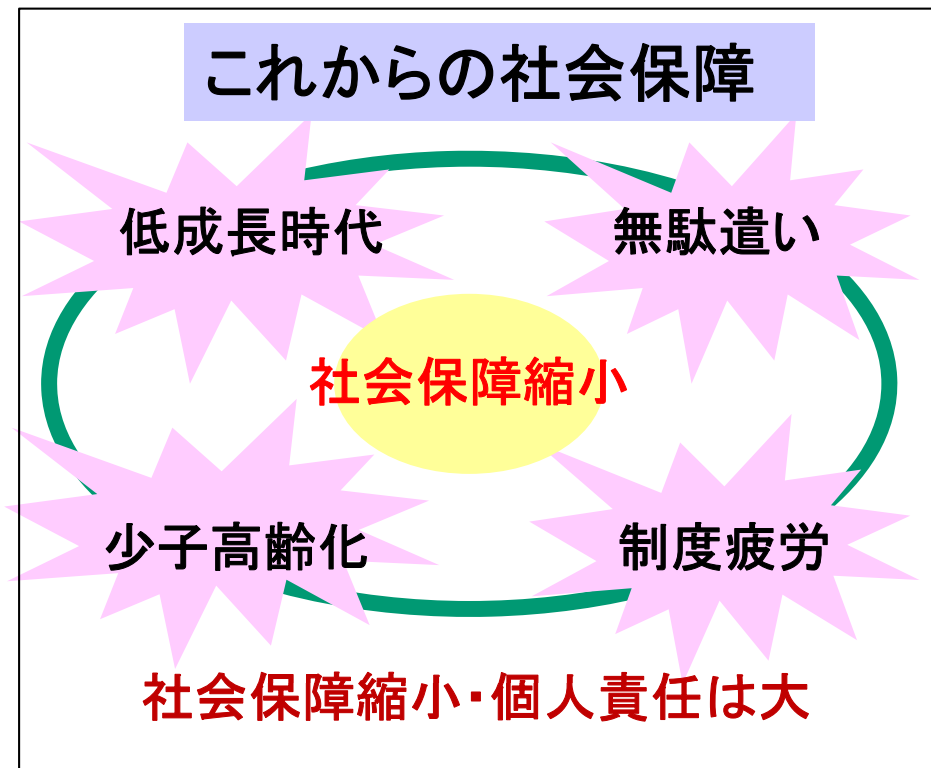 これからの社会保障
低成長時代
無駄遣い
社会保障縮小
少子高齢化
制度疲労
社会保障縮小・個人責任は大